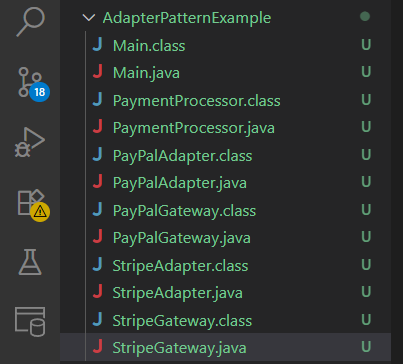 AdapterPatternExample
J Main.class U
J Main.java U
J PaymentProcessor.class U
J PaymentProcessor.java U
J PayPalAdapter.class U
J PayPalAdapter.java U
J PayPalGateway.class U
J PayPalGateway.java U
J StripeAdapter.class U
J StripeAdapter.java U
J StripeGateway.class U
J StripeGateway.java U
18